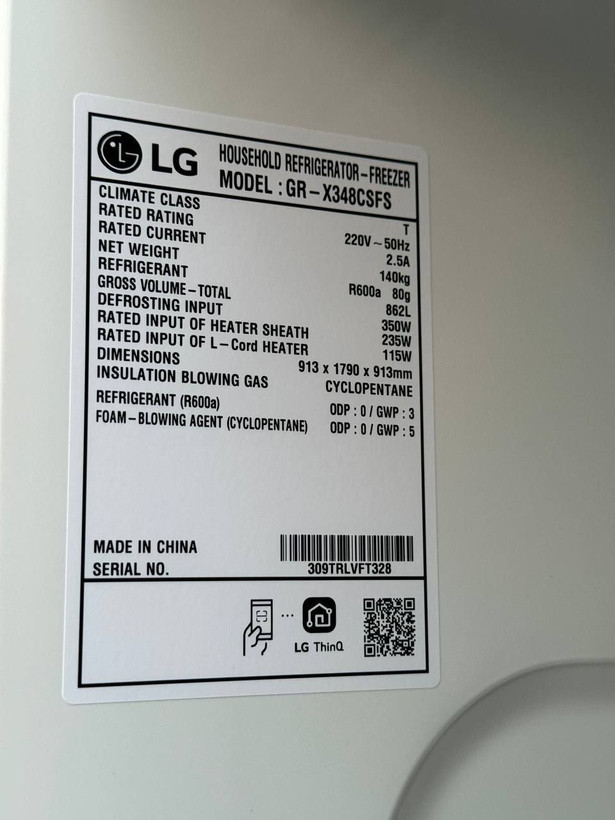 LG HOUSEHOLD REFRIGERATOR-FREEZER
MODEL : GR-X348CSFS
CLIMATE CLASS T
RATED RATING 220V~50Hz
RATED CURRENT 2.5A
NET WEIGHT 140kg
REFRIGERANT R600a 80g
GROSS VOLUME-TOTAL 862L
DEFROSTING INPUT 350W
RATED INPUT OF HEATER SHEATH 235W
RATED INPUT OF L-Cord HEATER 115W
DIMENSIONS 913 x 1790 x 913mm
INSULATION BLOWING GAS CYCLOPENTANE
REFRIGERANT (R600a) ODP : 0 / GWP : 3
FOAM-BLOWING AGENT (CYCLOPENTANE) ODP : 0 / GWP : 5
MADE IN CHINA
SERIAL NO. 309TRLVFT328
LG ThinQ